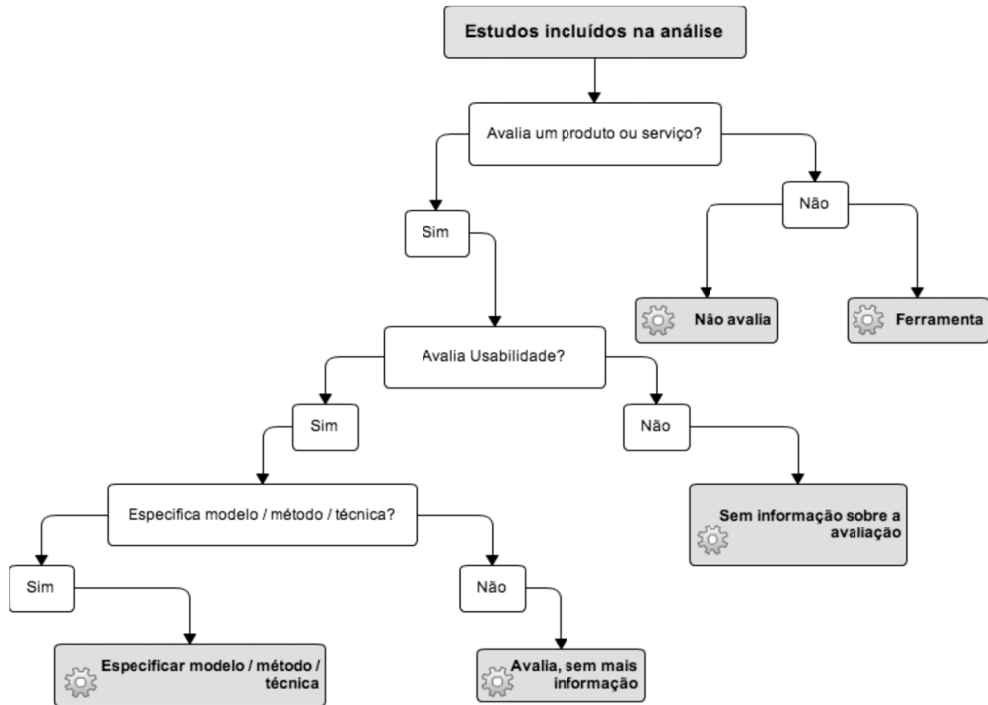 Estudos incluídos na análise
Avalia um produto ou serviço?
Sim
Não
Não avalia
Ferramenta
Avalia Usabilidade?
Sim
Não
Especifica modelo / método / técnica?
Sem informação sobre a
avaliação
Sim
Não
Especificar modelo / método /
técnica
Avalia, sem mais
informação